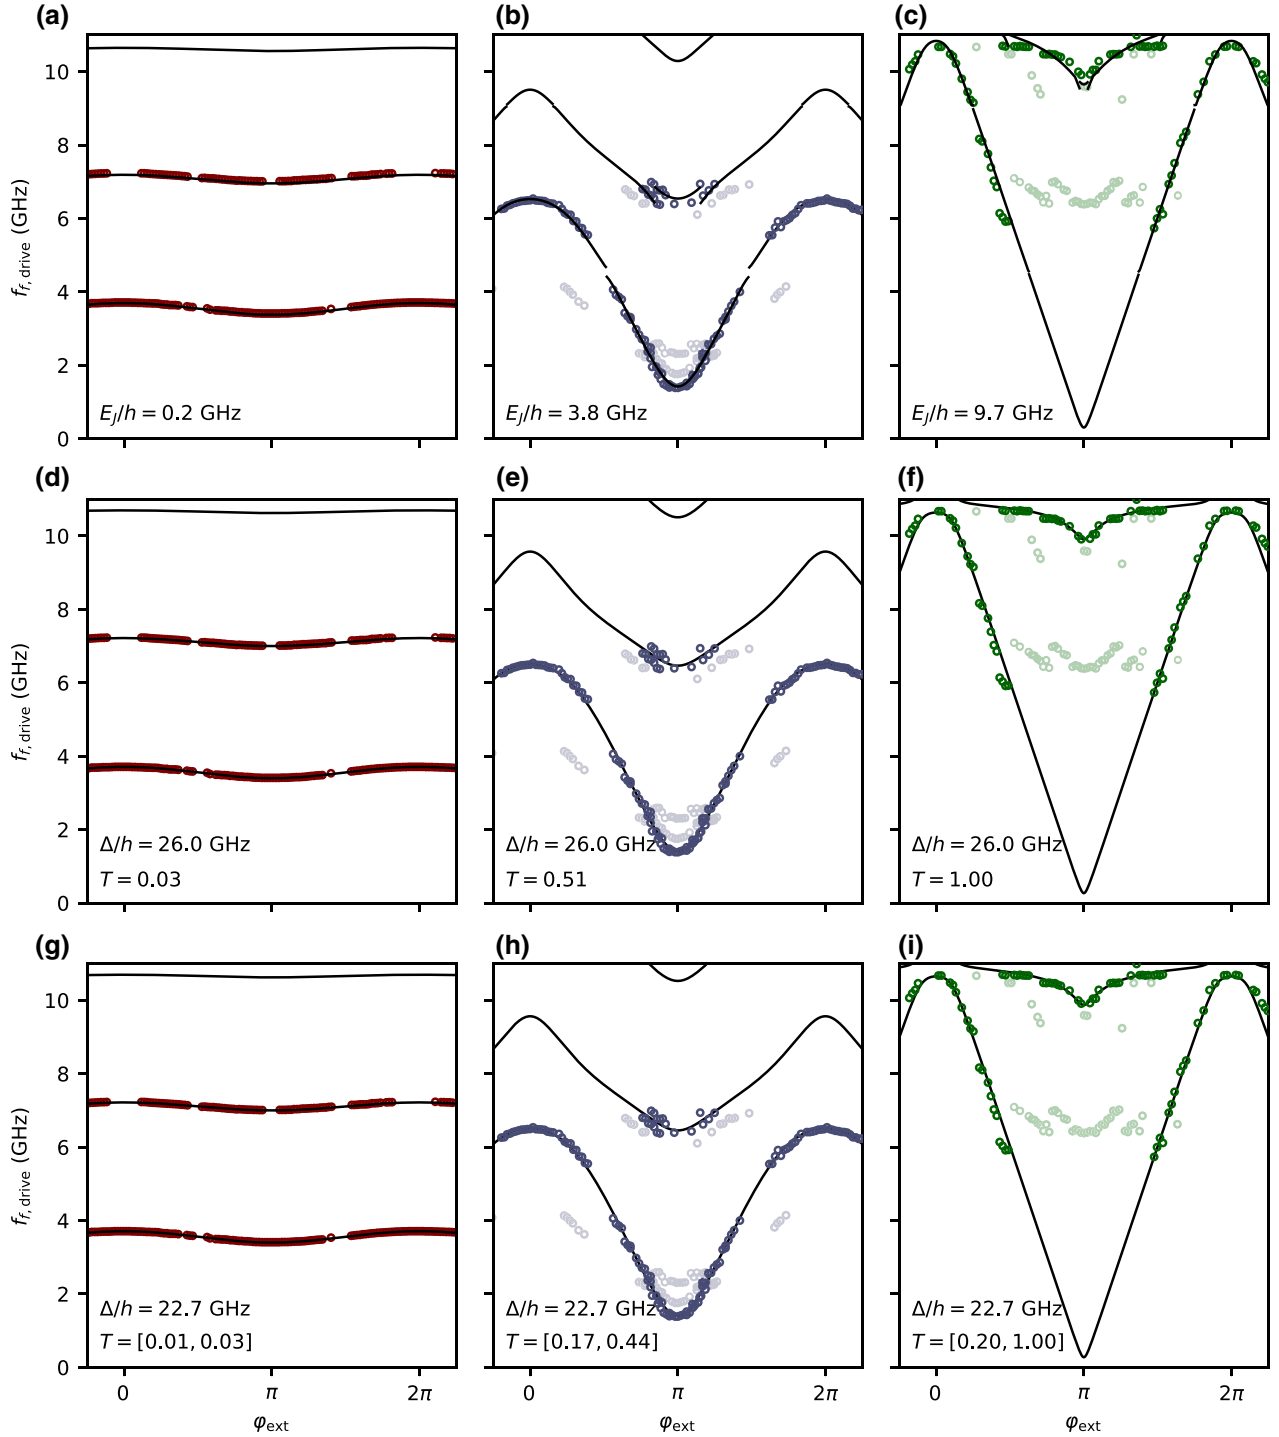 (a) (b) (c)
10
8
6
4
2
0
f_{f,drive} (GHz)
E_J/h = 0.2 GHz
E_J/h = 3.8 GHz
E_J/h = 9.7 GHz
(d) (e) (f)
10
8
6
4
2
0
f_{f,drive} (GHz)
Δ/h = 26.0 GHz
T = 0.03
Δ/h = 26.0 GHz
T = 0.51
Δ/h = 26.0 GHz
T = 1.00
(g) (h) (i)
10
8
6
4
2
0
f_{f,drive} (GHz)
Δ/h = 22.7 GHz
T = [0.01, 0.03]
Δ/h = 22.7 GHz
T = [0.17, 0.44]
Δ/h = 22.7 GHz
T = [0.20, 1.00]
0 π 2π
0 π 2π
0 π 2π
φ_ext
φ_ext
φ_ext